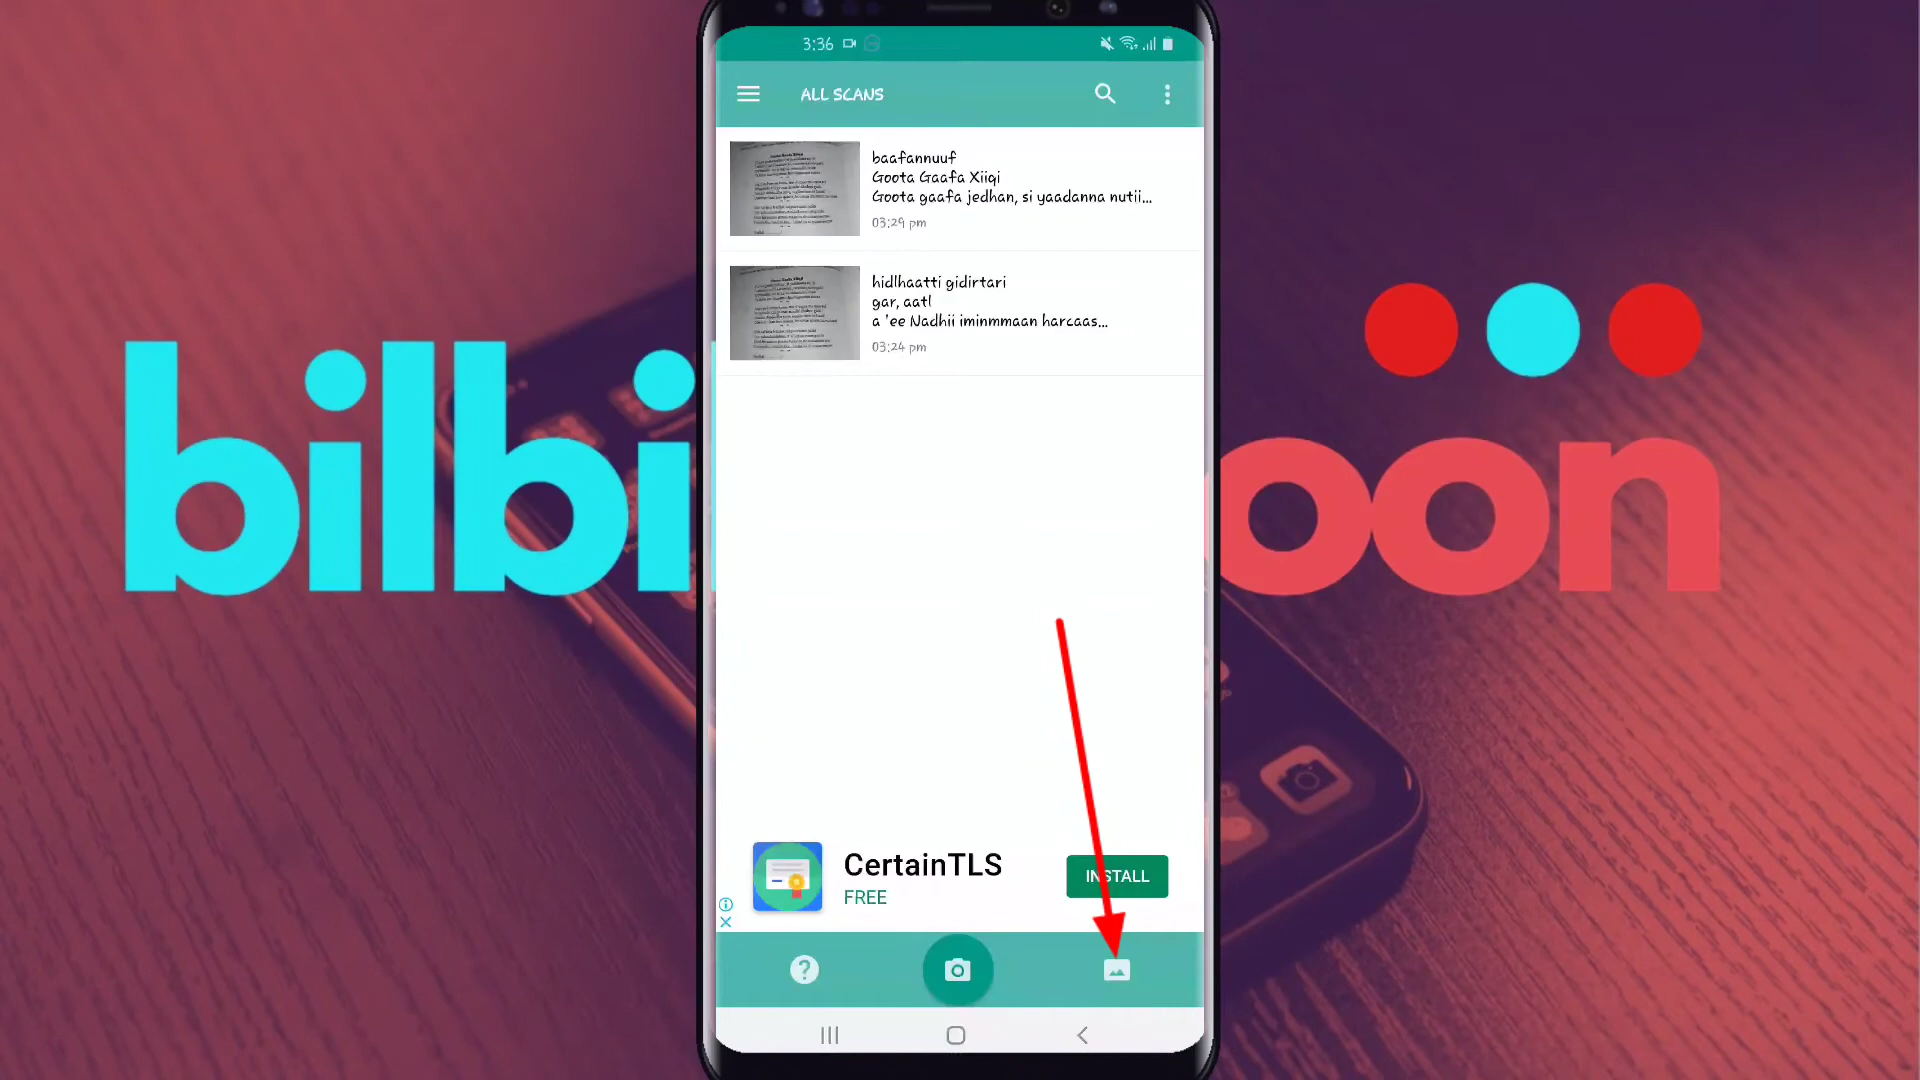 3:36
ALL SCANS
baafannuuf
Goota Gaafa Xiiqi
Goota gaafa jedhan, si yaadanna nutii...
03:29 pm
hidlhaatti gidirtari
gar, aatl
a 'ee Nadhii iminmmaan harcaas...
03:24 pm
bilbi
oon
CertainTLS
INSTALL
FREE